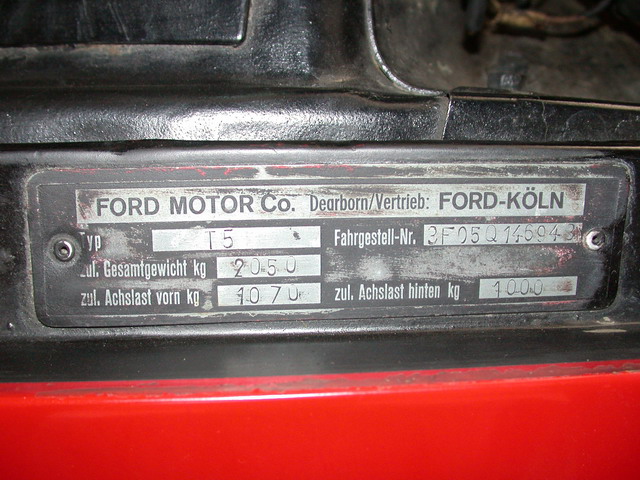 FORD MOTOR Co. Dearborn/Vertrieb: FORD-KÖLN
Typ T5 Fahrgestell-Nr. 3F05Q146943
zul. Gesamtgewicht kg 2050
zul. Achslast vorn kg 1070 zul. Achslast hinten kg 1000